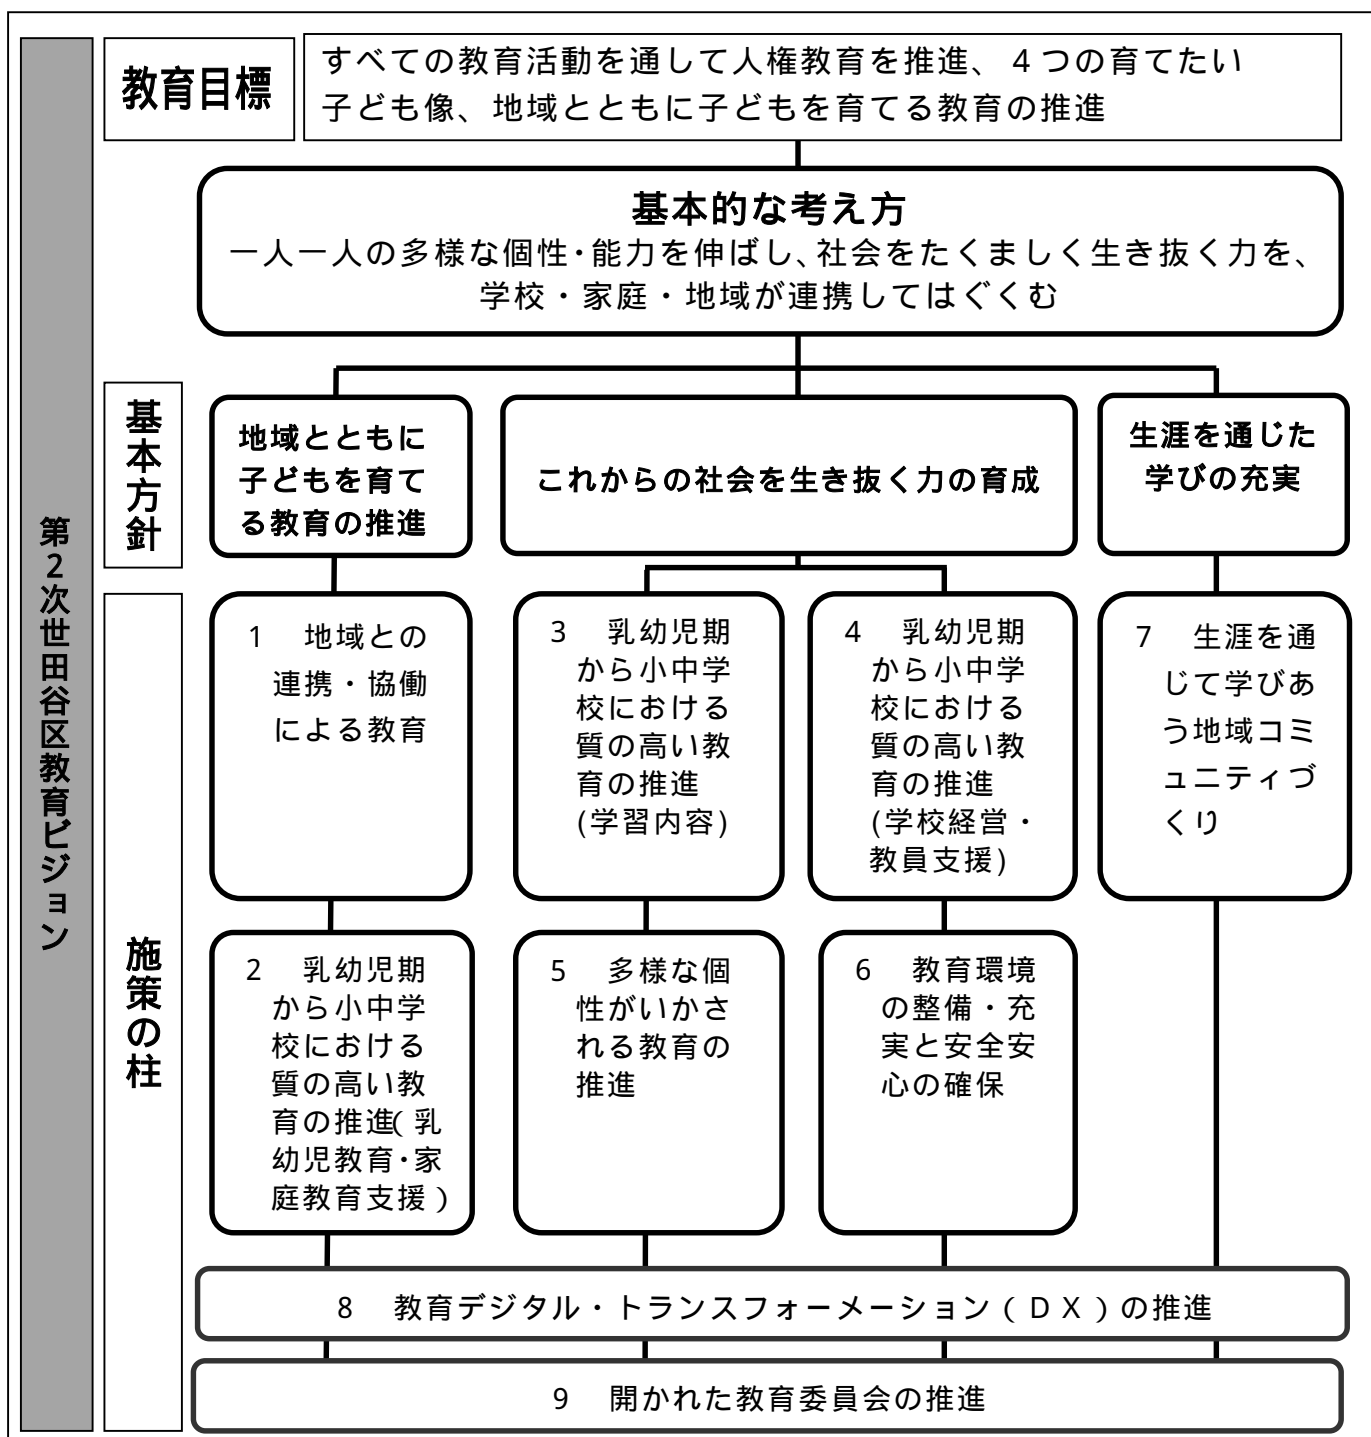 第2次世田谷区教育ビジョン
教育目標
すべての教育活動を通して人権教育を推進、４つの育てたい
子ども像、地域とともに子どもを育てる教育の推進
基本的な考え方
一人一人の多様な個性・能力を伸ばし、社会をたくましく生き抜く力を、
学校・家庭・地域が連携してはぐくむ
基本方針
地域とともに
子どもを育て
る教育の推進
これからの社会を生き抜く力の育成
生涯を通じた
学びの充実
施策の柱
1　地域との
連携・協働
による教育
2　乳幼児期
から小中学
校における
質の高い教
育の推進(乳
幼児教育・家
庭教育支援)
3　乳幼児期
から小中学
校における
質の高い教
育の推進
(学習内容)
4　乳幼児期
から小中学
校における
質の高い教
育の推進
(学校経営・
教員支援)
5　多様な個
性がいかさ
れる教育の
推進
6　教育環境
の整備・充
実と安全安
心の確保
7　生涯を通
じて学びあ
う地域コミ
ュニティづ
くり
8　教育デジタル・トランスフォーメーション(ＤＸ)の推進
9　開かれた教育委員会の推進